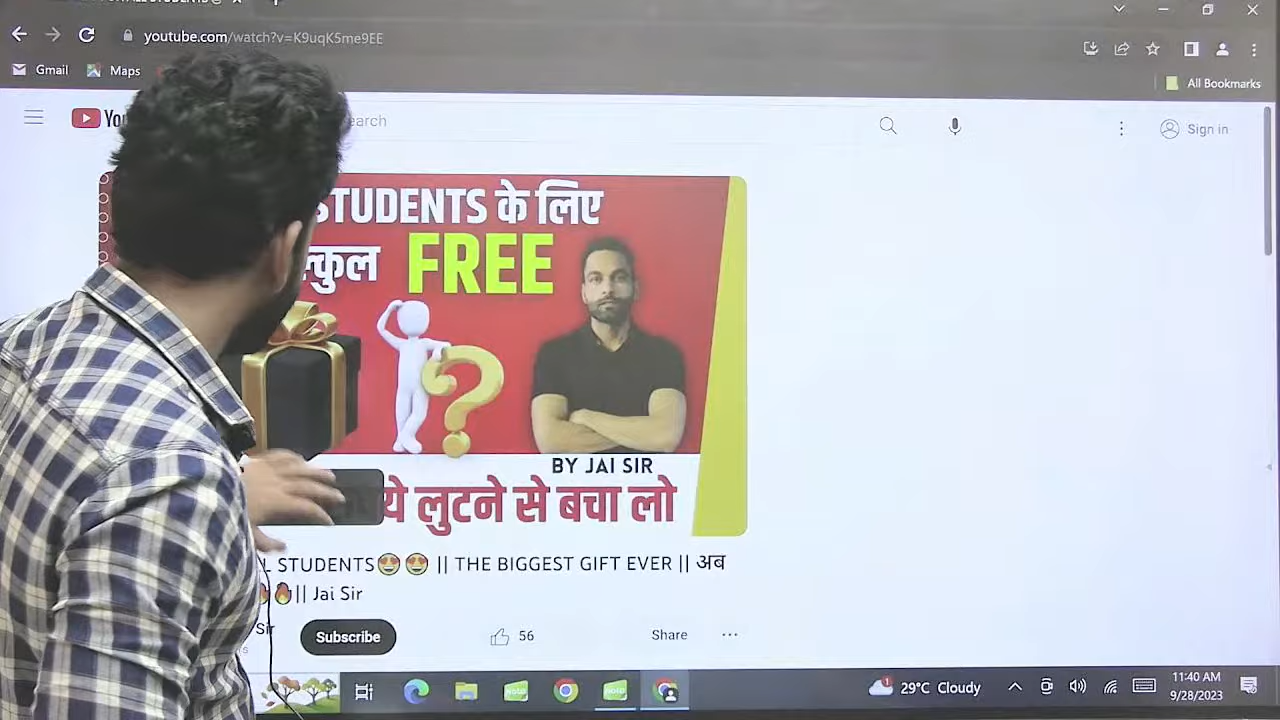 youtube.com/watch?v=K9uqK5me9EE
Gmail
Maps
All Bookmarks
Sign in
STUDENTS के लिए
FREE
BY JAI SIR
ये लुटने से बचा लो
STUDENTS😍😍 || THE BIGGEST GIFT EVER || अब
🔥|| Jai Sir
Sir
Subscribe
56
Share
29°C Cloudy
11:40 AM
9/28/2023